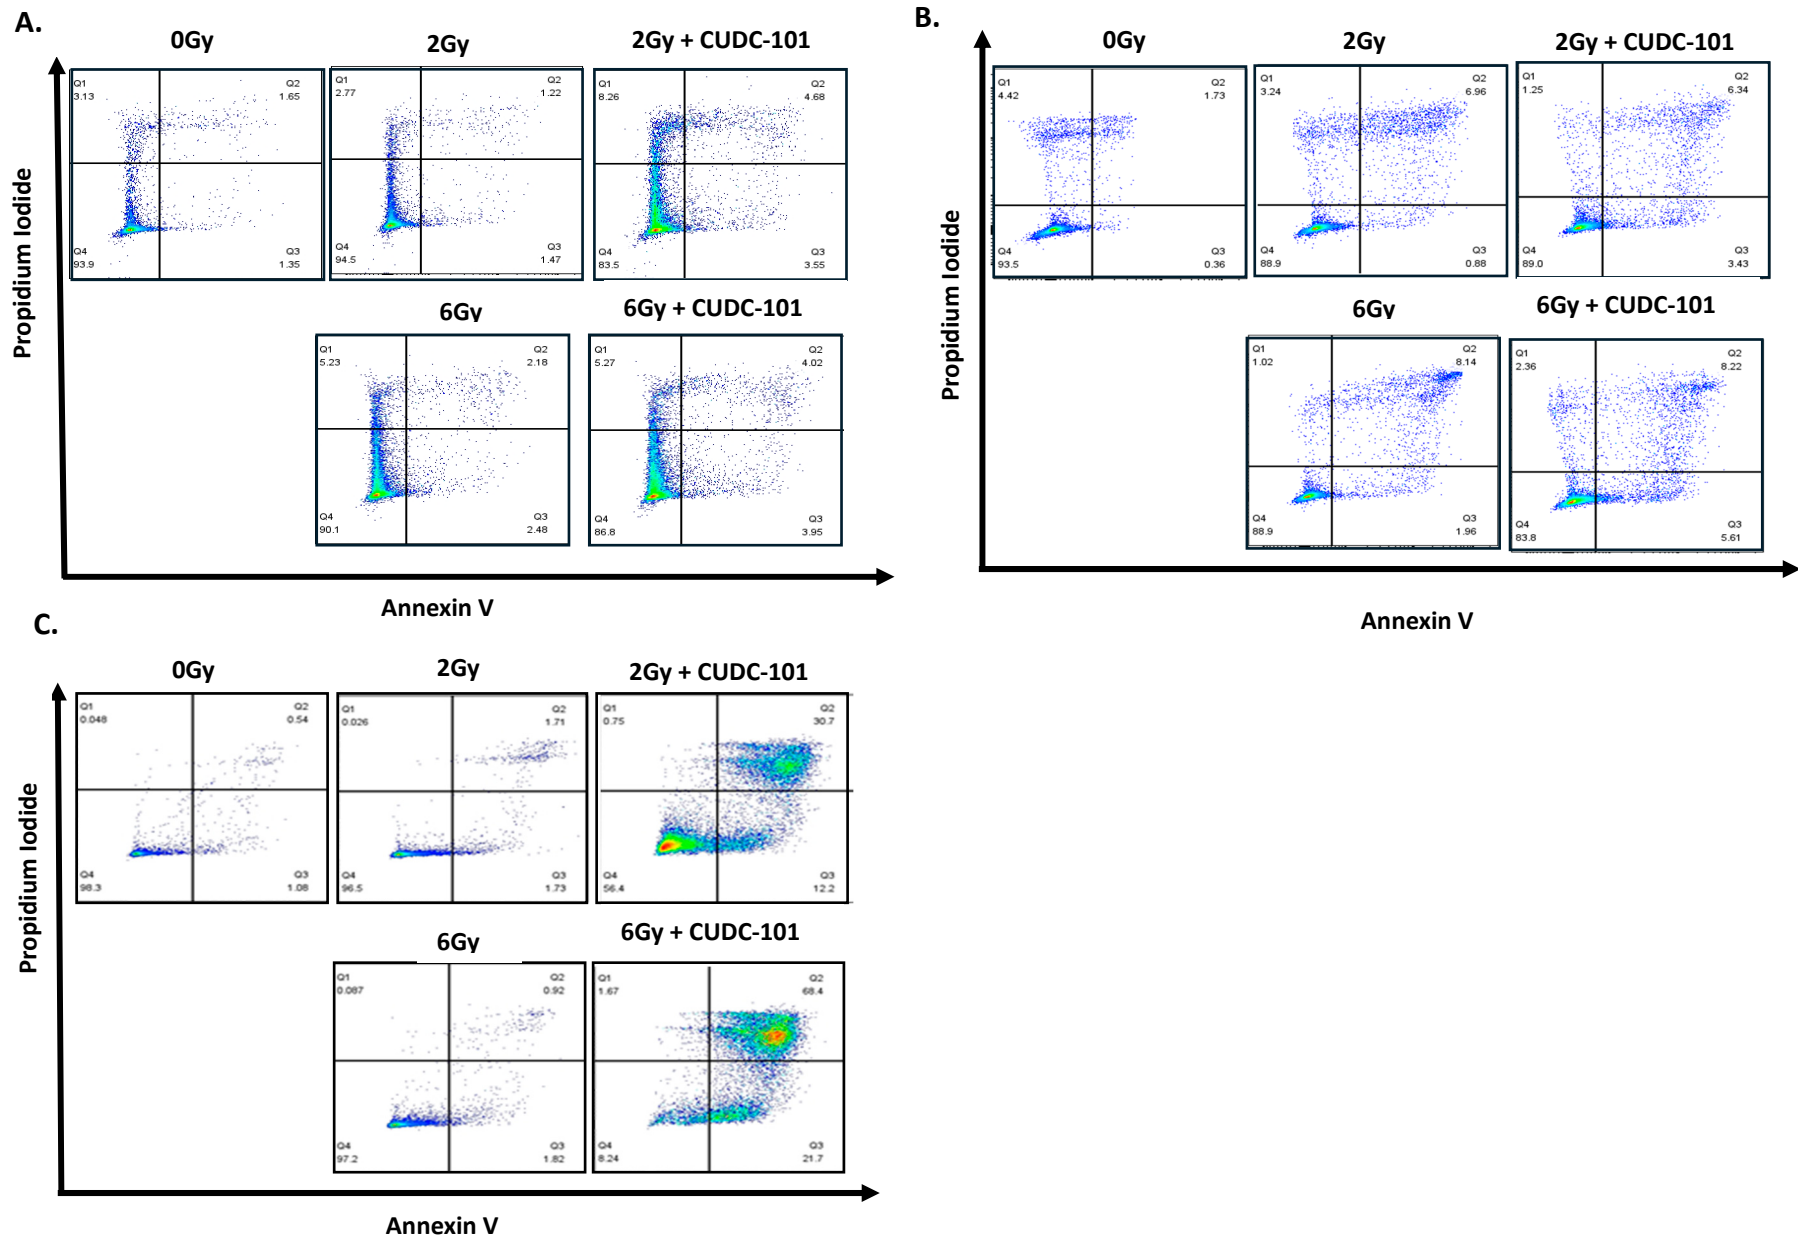 A.
0Gy
2Gy
2Gy + CUDC-101
Q1
3.13
Q2
1.65
Q4
93.9
Q3
1.35
Q1
2.77
Q2
1.22
Q4
94.5
Q3
1.47
Q1
8.26
Q2
4.68
Q4
83.5
Q3
3.55
6Gy
6Gy + CUDC-101
Q1
5.23
Q2
2.18
Q4
90.1
Q3
2.48
Q1
5.27
Q2
4.02
Q4
86.8
Q3
3.95
Propidium Iodide
Annexin V
B.
0Gy
2Gy
2Gy + CUDC-101
Q1
4.42
Q2
1.73
Q4
93.5
Q3
0.36
Q1
3.24
Q2
6.96
Q4
88.9
Q3
0.88
Q1
1.25
Q2
6.34
Q4
89.0
Q3
3.43
6Gy
6Gy + CUDC-101
Q1
1.02
Q2
8.14
Q4
88.9
Q3
1.96
Q1
2.36
Q2
8.22
Q4
83.8
Q3
5.61
Propidium Iodide
Annexin V
C.
0Gy
2Gy
2Gy + CUDC-101
Q1
0.048
Q2
0.54
Q4
98.3
Q3
1.08
Q1
0.026
Q2
1.71
Q4
96.5
Q3
1.73
Q1
0.75
Q2
30.7
Q4
56.4
Q3
12.2
6Gy
6Gy + CUDC-101
Q1
0.087
Q2
0.92
Q4
97.2
Q3
1.82
Q1
1.67
Q2
68.4
Q4
8.24
Q3
21.7
Propidium Iodide
Annexin V